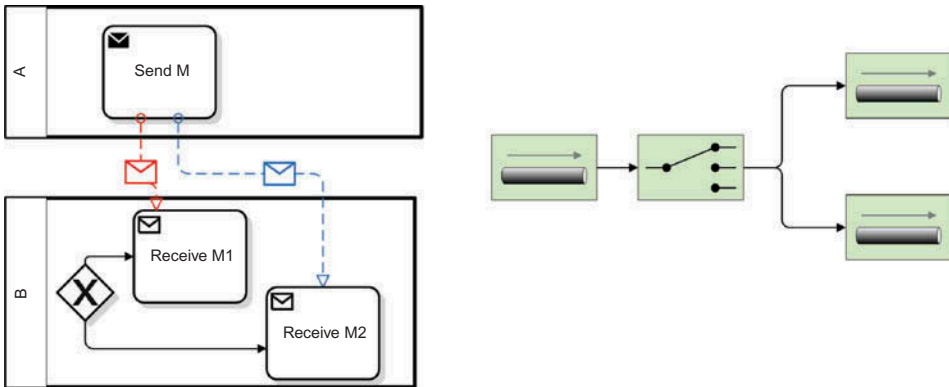 A
Send M
B
Receive M1
X
Receive M2